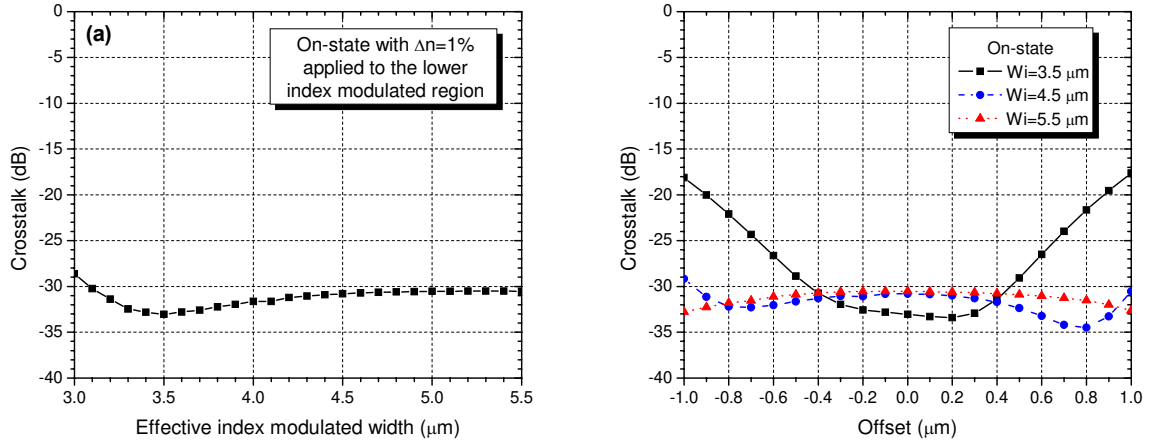 (a)
On-state with Δn=1%
applied to the lower
index modulated region
0
-5
-10
-15
-20
-25
-30
-35
-40
Crosstalk (dB)
3.0 3.5 4.0 4.5 5.0 5.5
Effective index modulated width (μm)
On-state
Wi=3.5 μm
Wi=4.5 μm
Wi=5.5 μm
0
-5
-10
-15
-20
-25
-30
-35
-40
Crosstalk (dB)
-1.0 -0.8 -0.6 -0.4 -0.2 0.0 0.2 0.4 0.6 0.8 1.0
Offset (μm)